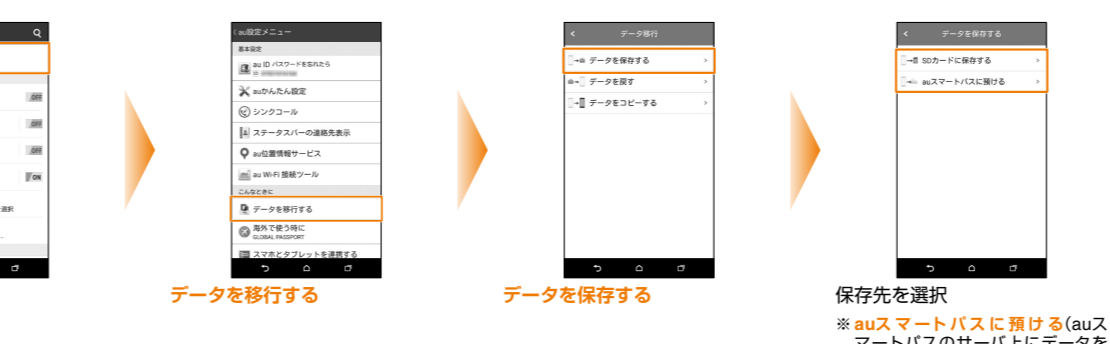 OFF
OFF
OFF
ON
選択
au設定メニュー
基本設定
au ID パスワードを忘れたら
auかんたん設定
シンクコール
ステータスバーの連絡先表示
au位置情報サービス
au Wi-Fi 接続ツール
こんなときに
データを移行する
海外で使う時に
GLOBAL PASSPORT
スマホとタブレットを連携する
データを移行する
データ移行
データを保存する
データを戻す
データをコピーする
データを保存する
データを保存する
SDカードに保存する
auスマートパスに預ける
保存先を選択
※auスマートパスに預ける(auス
マートパスのサーバ上にデータを